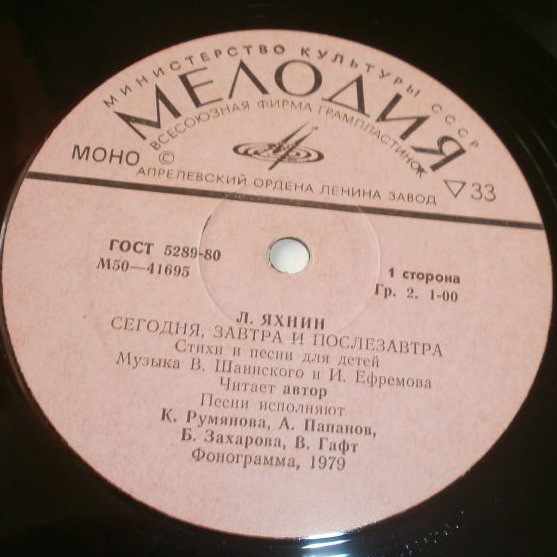 МИНИСТЕРСТВО КУЛЬТУРЫ СССР
МЕЛОДИЯ
ВСЕСОЮЗНАЯ ФИРМА ГРАМПЛАСТИНОК
МОНО © ▽ 33
АПРЕЛЕВСКИЙ ОРДЕНА ЛЕНИНА ЗАВОД
ГОСТ 5289-80
М50—41695
1 сторона
Гр. 2. 1-00
Л. ЯХНИН
СЕГОДНЯ, ЗАВТРА И ПОСЛЕЗАВТРА
Стихи и песни для детей
Музыка В. Шаинского и И. Ефремова
Читает автор
Песни исполняют
К. Румянова, А. Папанов,
Б. Захарова, В. Гафт
Фонограмма, 1979